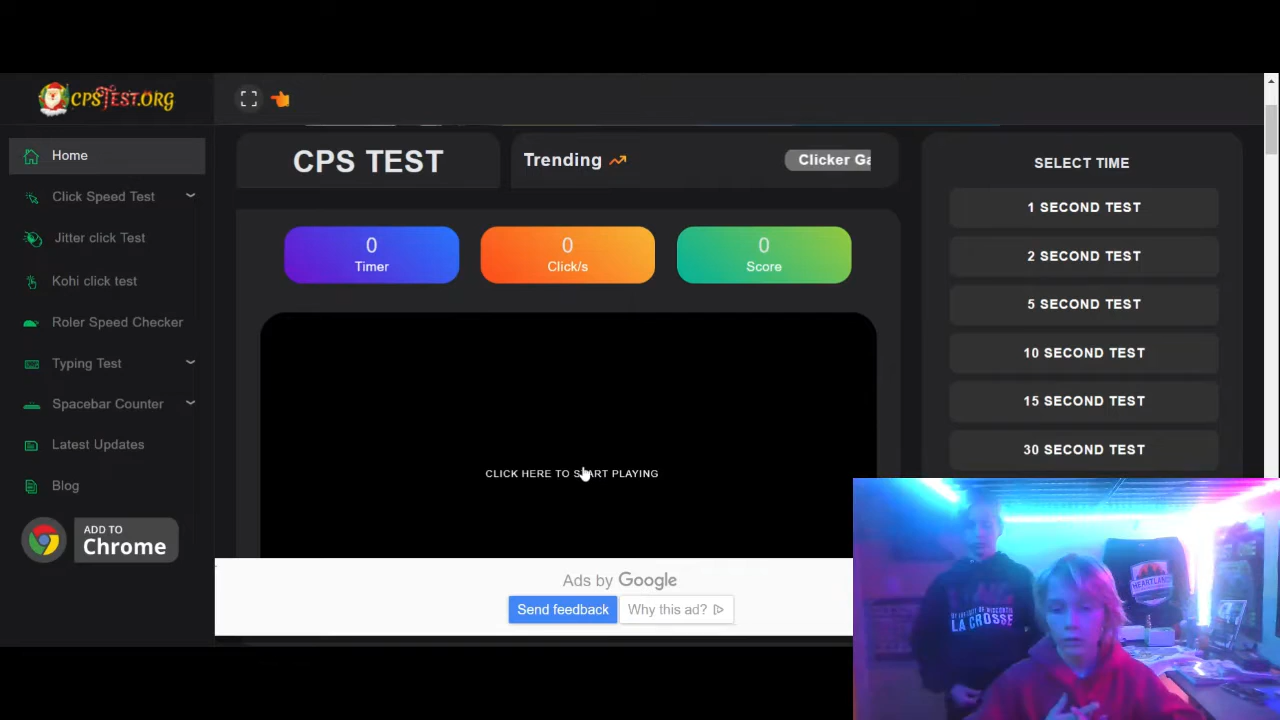 CPSTEST.ORG
Home
Click Speed Test
Jitter click Test
Kohi click test
Roler Speed Checker
Typing Test
Spacebar Counter
Latest Updates
Blog
ADD TO
Chrome
CPS TEST
Trending
Clicker Ga
0
Timer
0
Click/s
0
Score
CLICK HERE TO START PLAYING
Ads by Google
Send feedback
Why this ad?
SELECT TIME
1 SECOND TEST
2 SECOND TEST
5 SECOND TEST
10 SECOND TEST
15 SECOND TEST
30 SECOND TEST
LA CROSSE
HEARTLAND